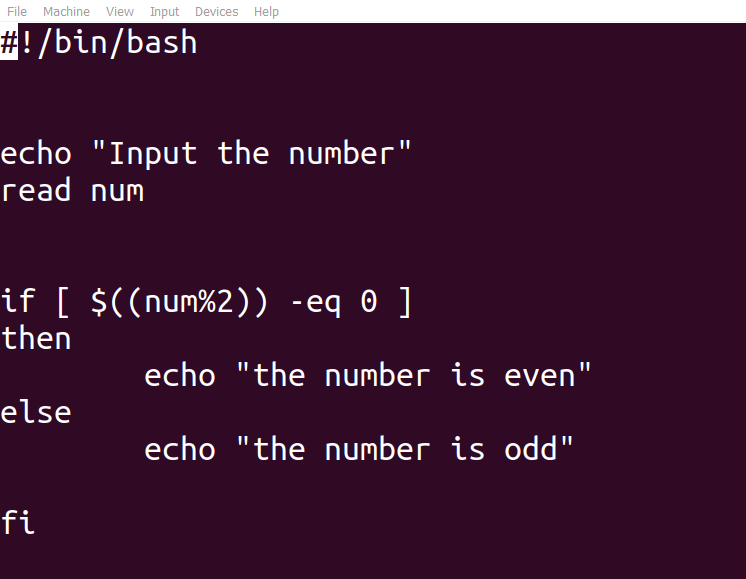 File Machine View Input Devices Help
#!/bin/bash
echo "Input the number"
read num
if [ $((num%2)) -eq 0 ]
then
        echo "the number is even"
else
        echo "the number is odd"
fi